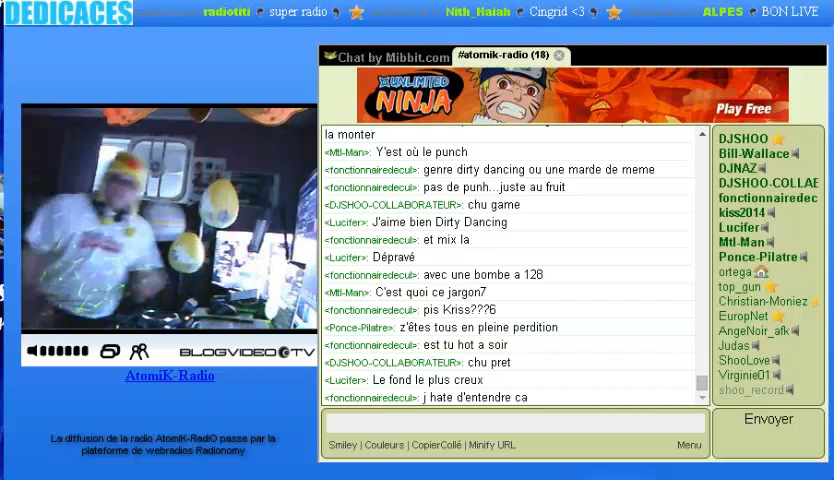 DEDICACES
radiotiti super radio Nith_Haiah Cingrid <3 ALPES BON LIVE
Chat by Mibbit.com #atomik-radio (18)
UNLIMITED
NINJA
Play Free
la monter
<Mtl-Man>: Y'est où le punch
<fonctionnairedecul>: genre dirty dancing ou une marde de meme
<fonctionnairedecul>: pas de punh...juste au fruit
<DJSHOO-COLLABORATEUR>: chu game
<Lucifer>: J'aime bien Dirty Dancing
<fonctionnairedecul>: et mix la
<Lucifer>: Dépravé
<fonctionnairedecul>: avec une bombe a 128
<Mtl-Man>: C'est quoi ce jargon7
<fonctionnairedecul>: pis Kriss???6
<Ponce-Pilatre>: z'êtes tous en pleine perdition
<fonctionnairedecul>: est tu hot a soir
<DJSHOO-COLLABORATEUR>: chu pret
<Lucifer>: Le fond le plus creux
<fonctionnairedecul>: j hate d'entendre ca
DJSHOO
Bill-Wallace
DJNAZ
DJSHOO-COLLAE
fonctionnairedec
kiss2014
Lucifer
Mtl-Man
Ponce-Pilatre
ortega
top_gun
Christian-Moniez
EuropNet
AngeNoir_afk
Judas
ShooLove
Virginie01
shoo_record
Smiley | Couleurs | CopierCollé | Minify URL Menu
Envoyer
BLOGVIDEO TV
AtomiK-Radio
La diffusion de la radio AtomiK-RadiO passe par la
plateforme de webradios Radionomy